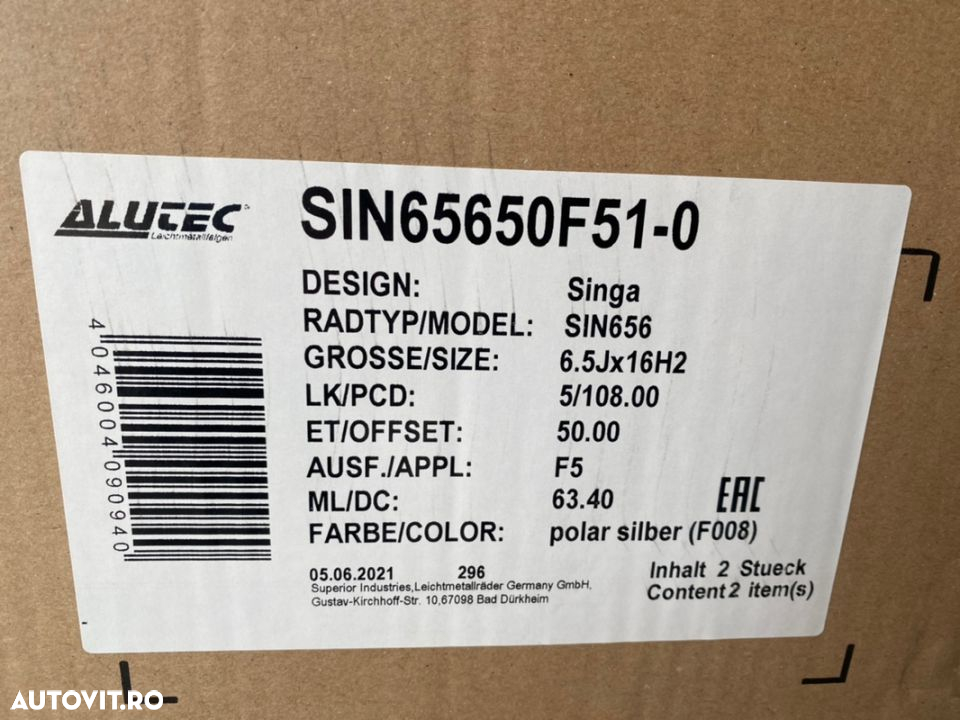 ALUTEC
Leichtmetallfelgen
SIN65650F51-0
DESIGN: Singa
RADTYP/MODEL: SIN656
GROSSE/SIZE: 6.5Jx16H2
LK/PCD: 5/108.00
ET/OFFSET: 50.00
AUSF./APPL: F5
ML/DC: 63.40
EAC
FARBE/COLOR: polar silber (F008)
4046004090940
05.06.2021 296
Superior Industries,Leichtmetallräder Germany GmbH,
Gustav-Kirchhoff-Str. 10,67098 Bad Dürkheim
Inhalt 2 Stueck
Content 2 item(s)
AUTOVIT.RO